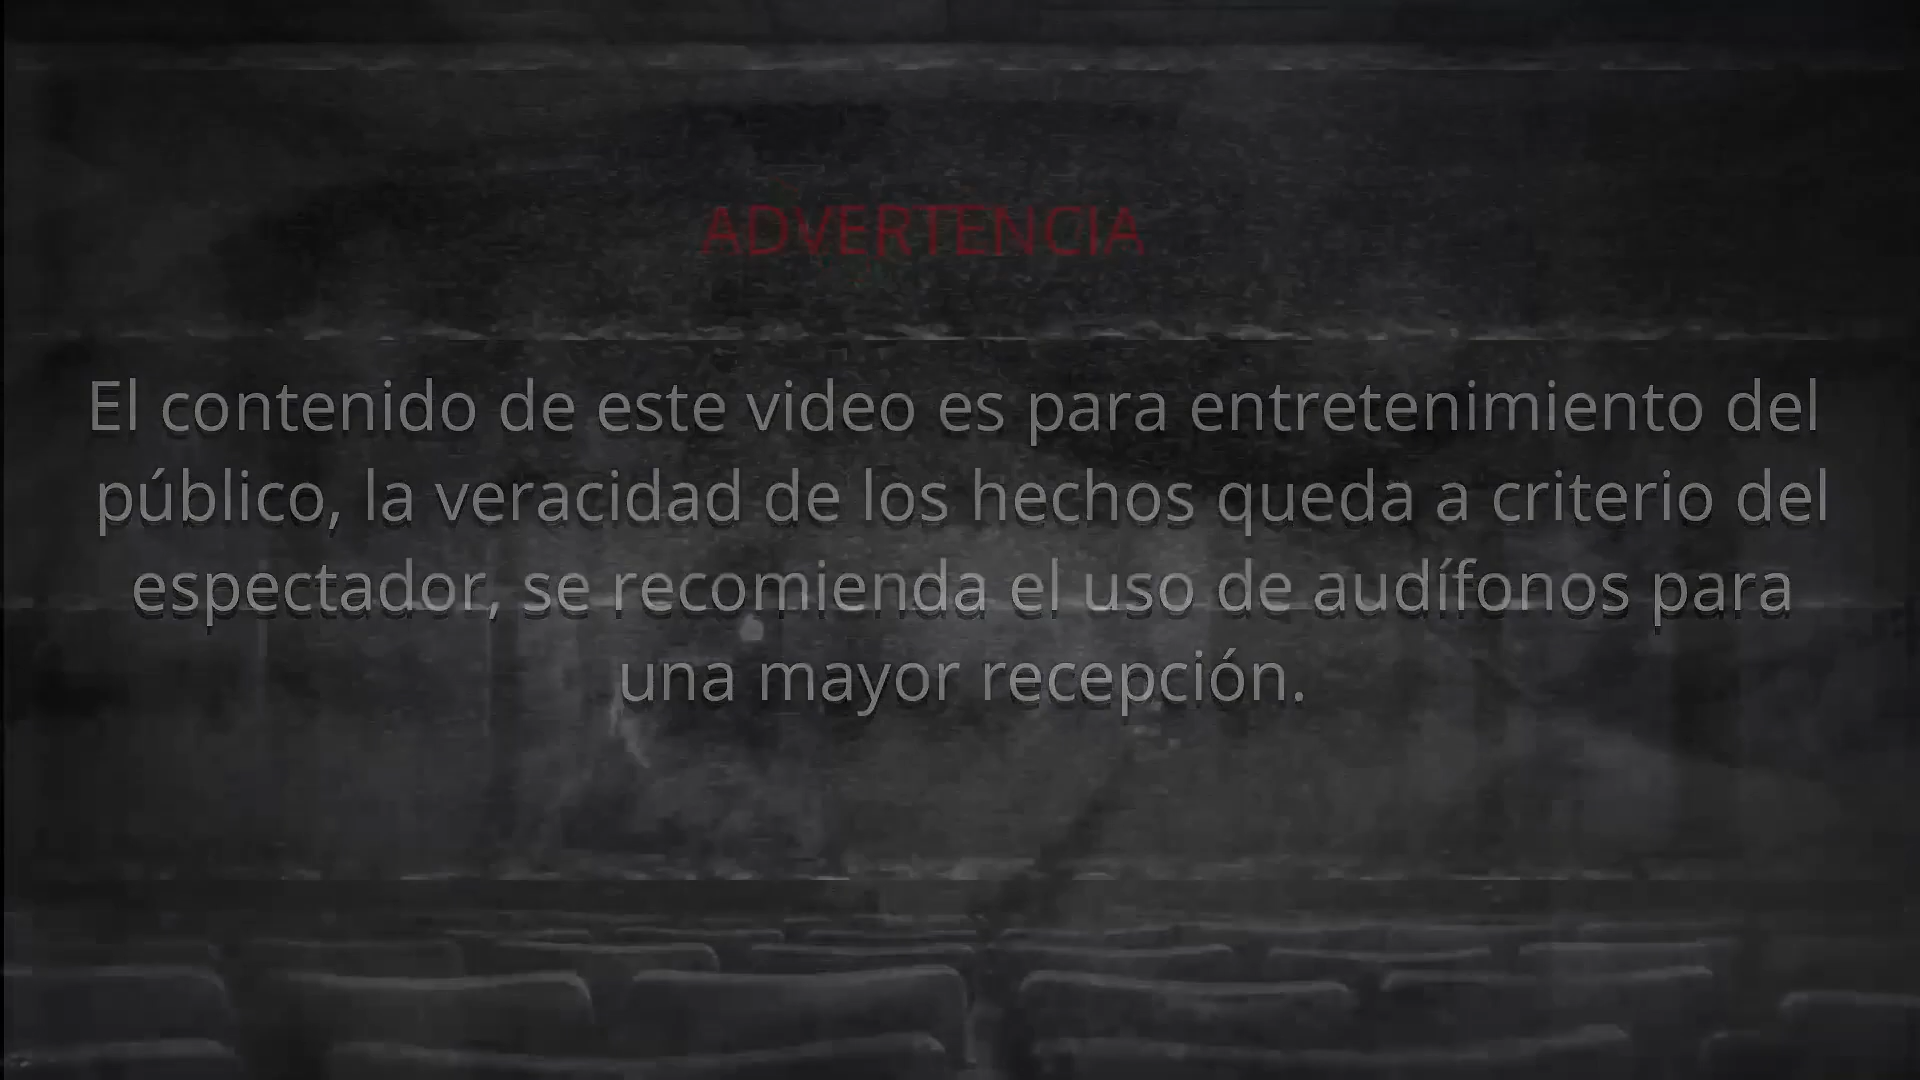 ADVERTENCIA
El contenido de este video es para entretenimiento del
público, la veracidad de los hechos queda a criterio del
espectador, se recomienda el uso de audífonos para
una mayor recepción.